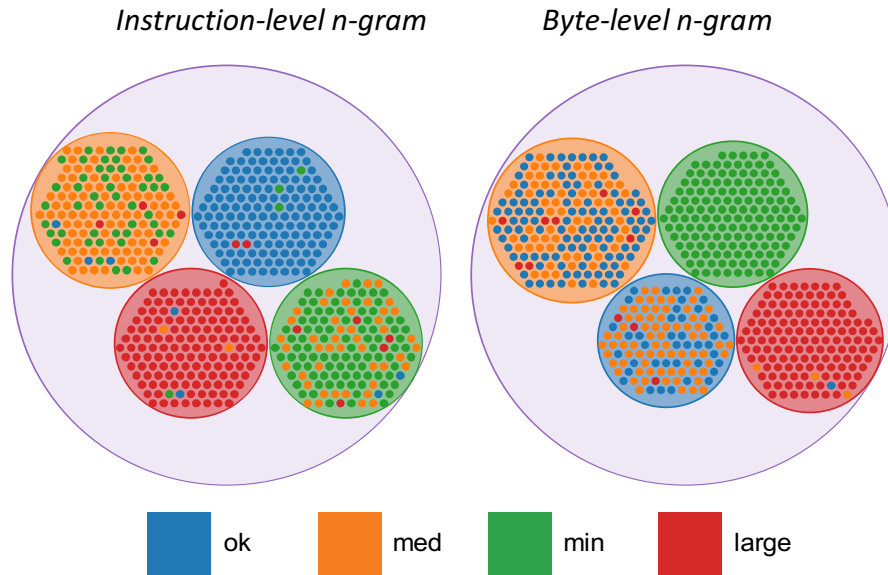 Instruction-level n-gram
Byte-level n-gram
ok
med
min
large